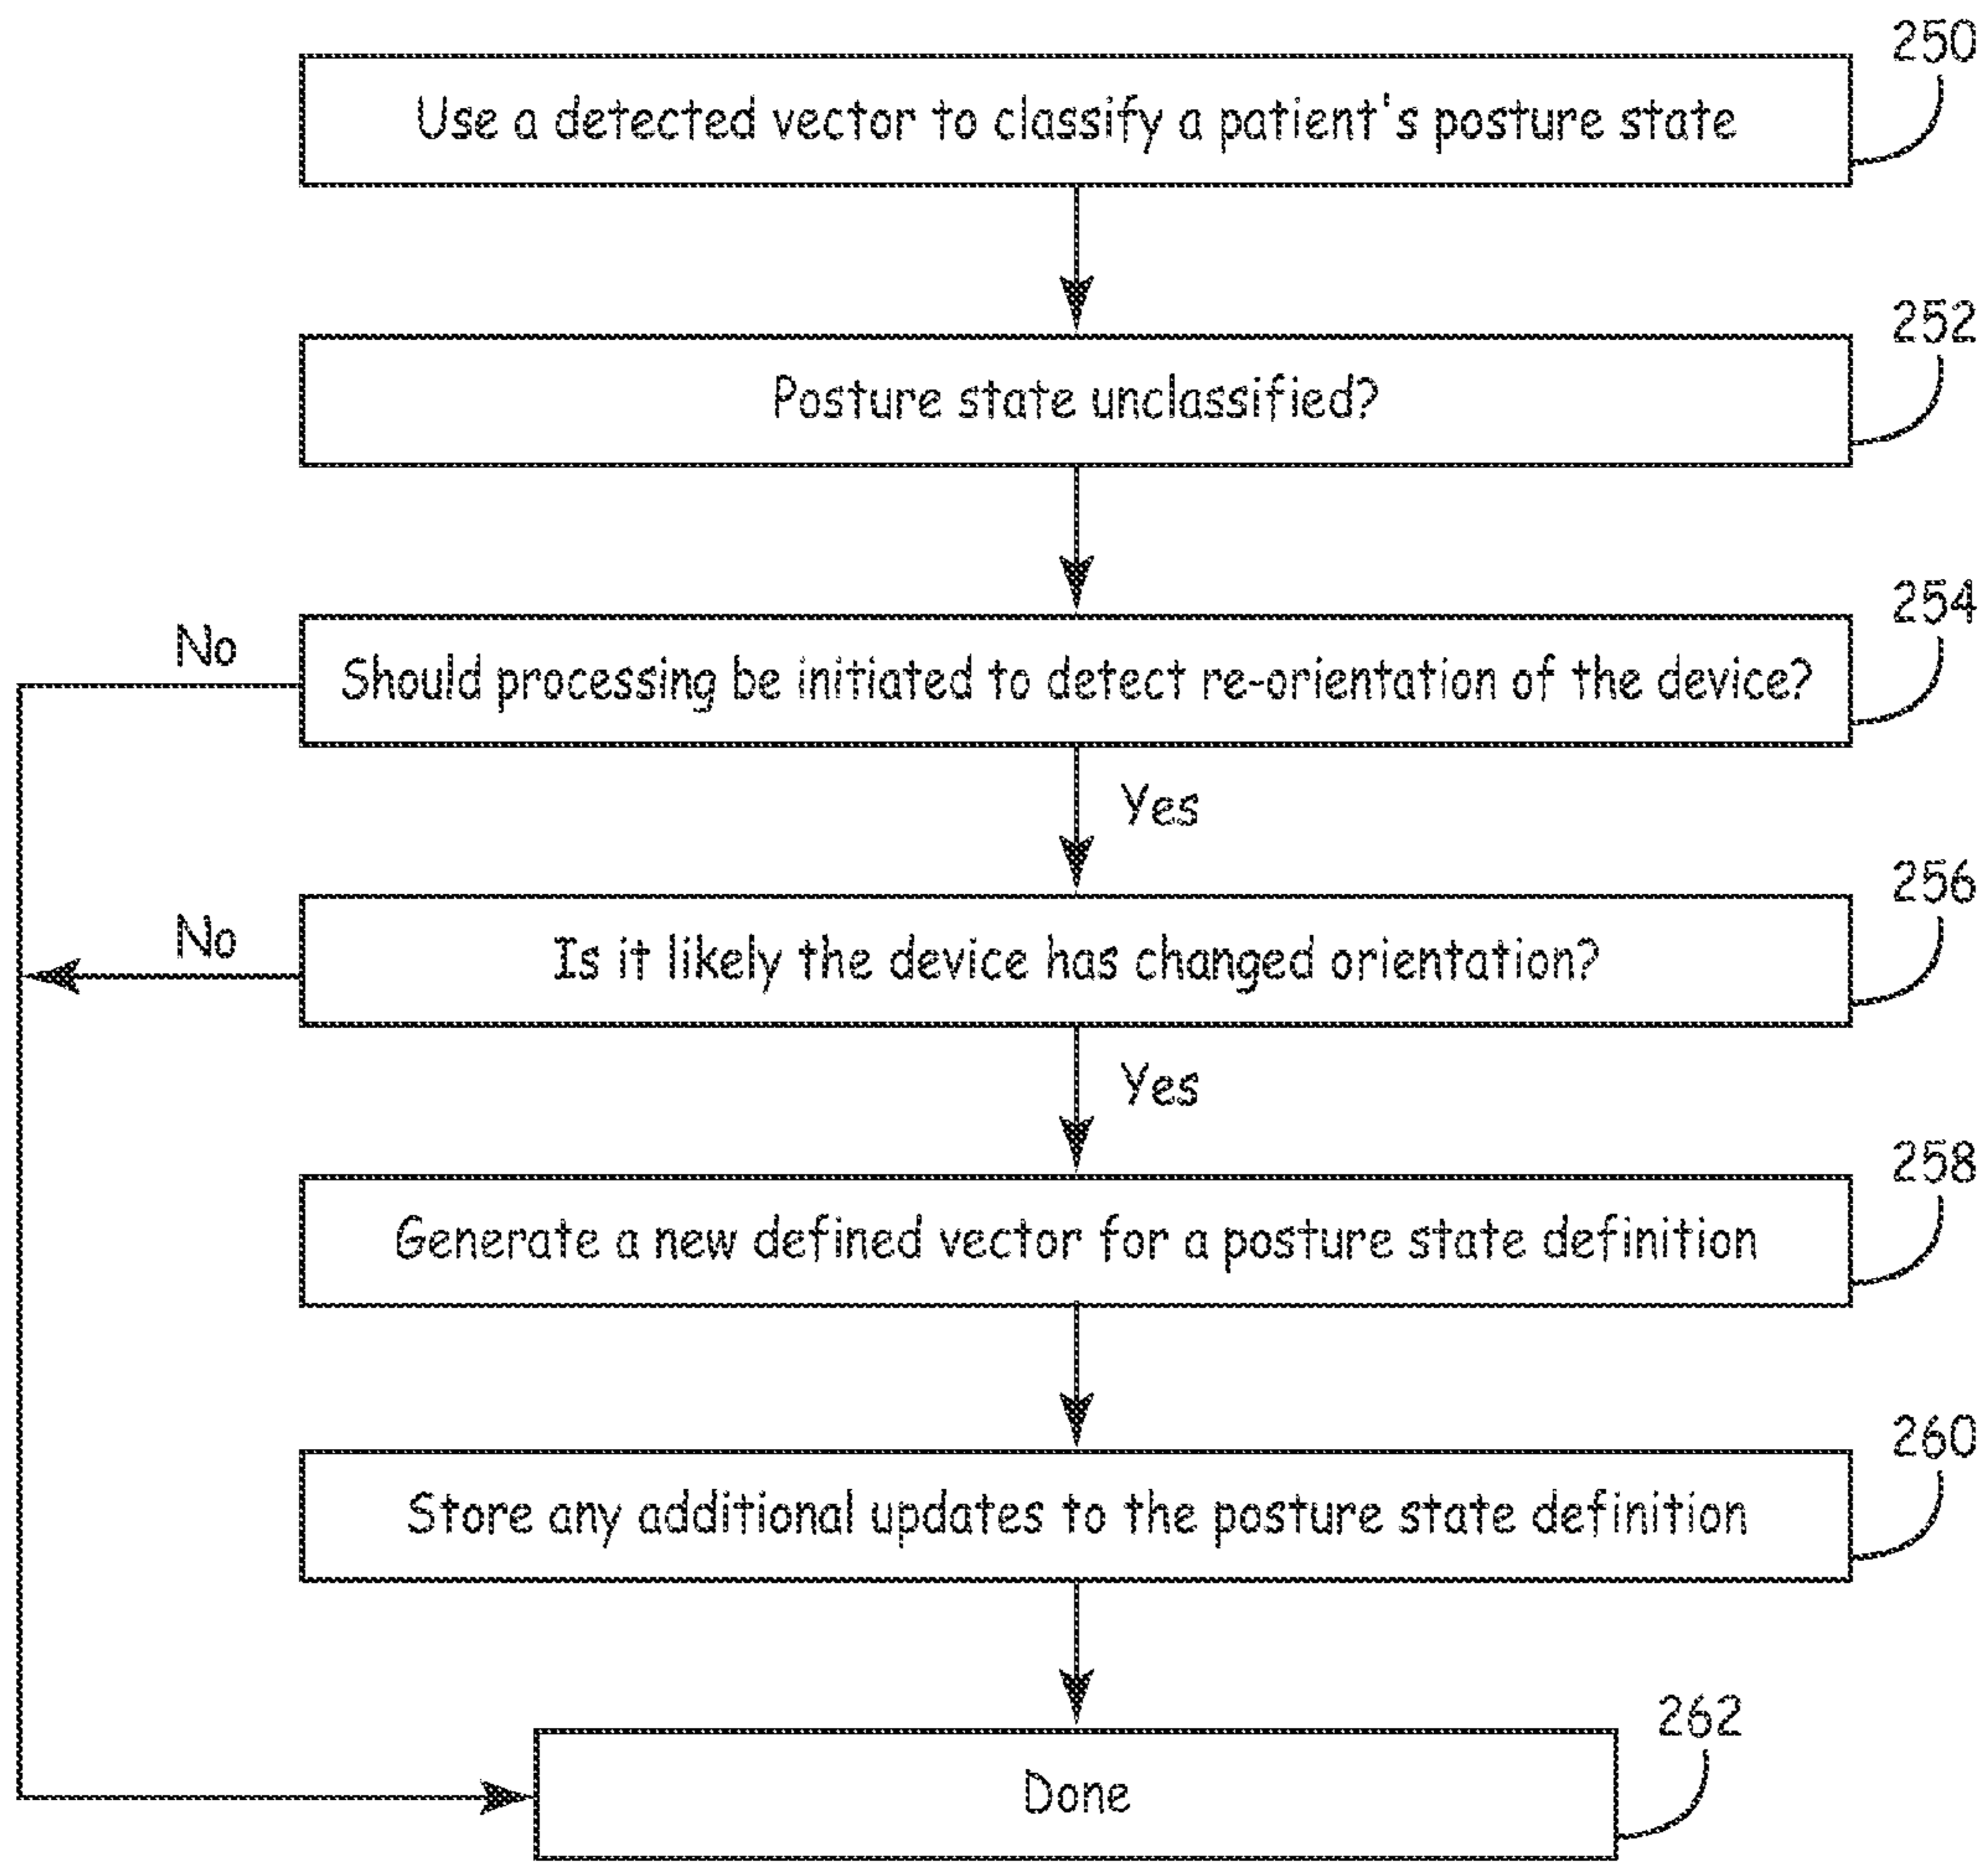 250
Use a detected vector to classify a patient's posture state
252
Posture state unclassified?
254
No
Should processing be initiated to detect re-orientation of the device?
Yes
256
No
Is it likely the device has changed orientation?
Yes
258
Generate a new defined vector for a posture state definition
260
Store any additional updates to the posture state definition
262
Done